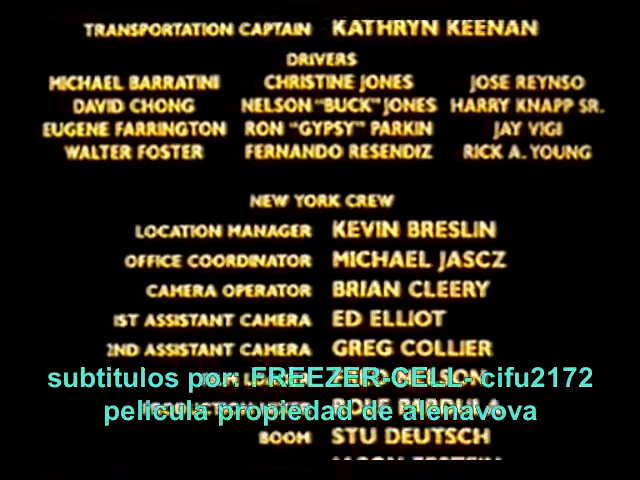 TRANSPORTATION CAPTAIN KATHRYN KEENAN
DRIVERS
MICHAEL BARRATINI CHRISTINE JONES JOSE REYNSO
DAVID CHONG NELSON "BUCK" JONES HARRY KNAPP SR.
EUGENE FARRINGTON RON "GYPSY" PARKIN JAY VIGI
WALTER FOSTER FERNANDO RESENDIZ RICK A. YOUNG
NEW YORK CREW
LOCATION MANAGER KEVIN BRESLIN
OFFICE COORDINATOR MICHAEL JASCZ
CAMERA OPERATOR BRIAN CLEERY
1ST ASSISTANT CAMERA ED ELLIOT
2ND ASSISTANT CAMERA GREG COLLIER
subtitulos por: FREEZER-CELL- cifu2172
pelicula propiedad de alenavova
BOOM STU DEUTSCH